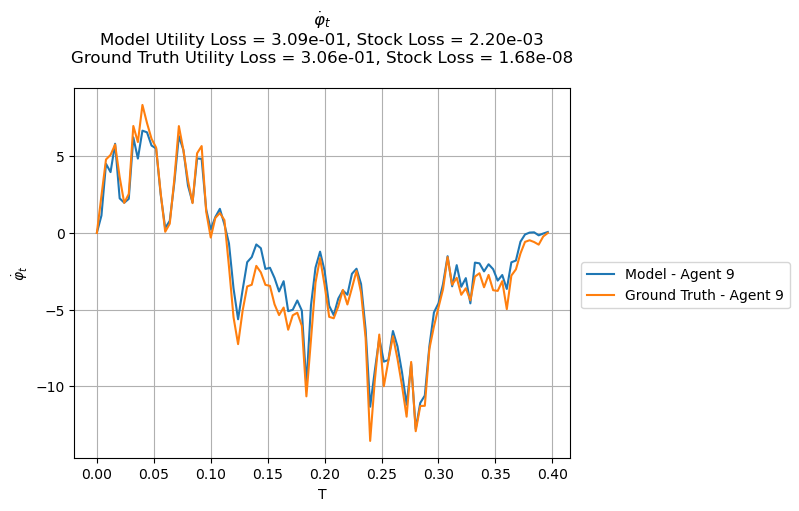 φ̇ₜ
Model Utility Loss = 3.09e-01, Stock Loss = 2.20e-03
Ground Truth Utility Loss = 3.06e-01, Stock Loss = 1.68e-08
5
0
−5
−10
φ̇ₜ
0.00 0.05 0.10 0.15 0.20 0.25 0.30 0.35 0.40
T
Model - Agent 9
Ground Truth - Agent 9